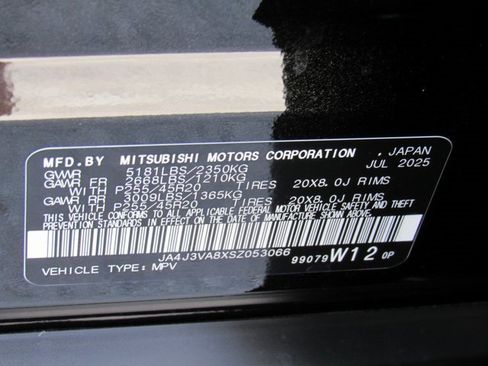 MFD.BY MITSUBISHI MOTORS CORPORATION, JAPAN
GVWR 5181LBS/2350KG JUL 2025
GAWR FR 2668LBS/1210KG
WITH P255/45R20 TIRES 20X8.0J RIMS
GAWR RR 3009LBS/1365KG
WITH P255/45R20 TIRES 20X8.0J RIMS
THIS VEHICLE CONFORMS TO ALL APPLICABLE FEDERAL MOTOR VEHICLE SAFETY AND THEFT
PREVENTION STANDARDS IN EFFECT ON THE DATE OF MANUFACTURE SHOWN ABOVE.
JA4J3VA8XSZ053066
VEHICLE TYPE: MPV 99079 W12 0P